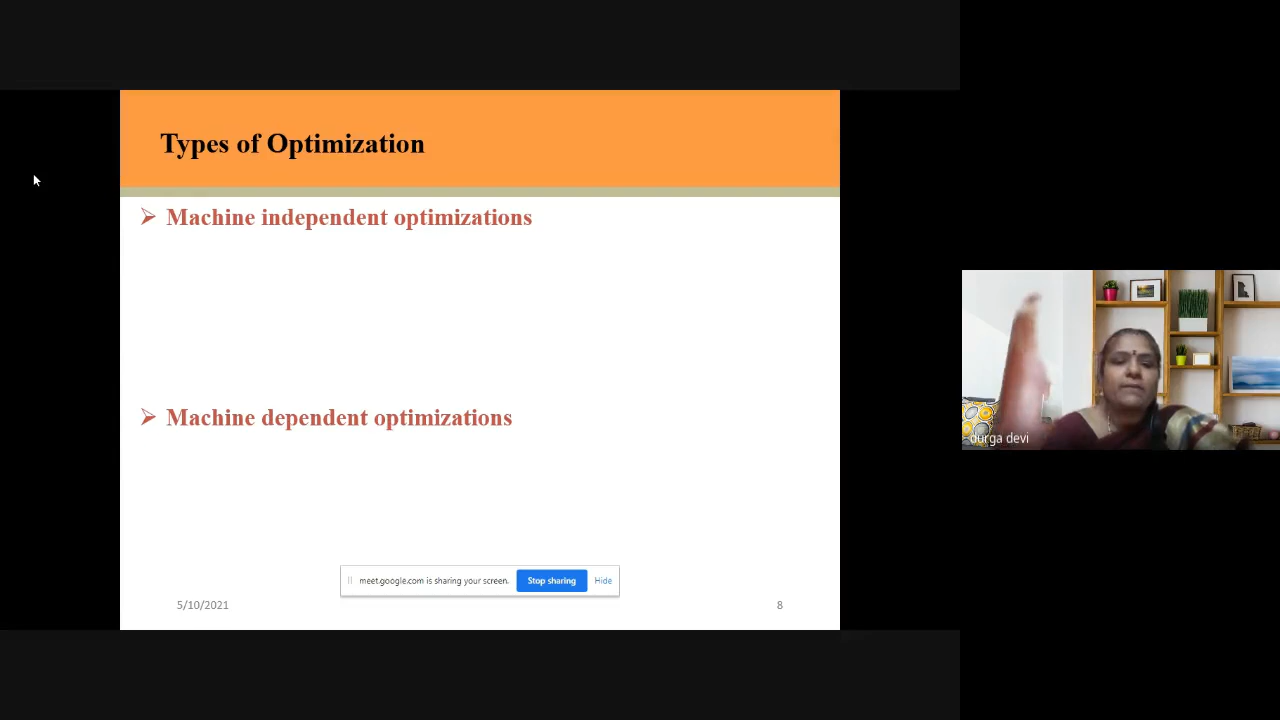 Types of Optimization
Machine independent optimizations
Machine dependent optimizations
meet.google.com is sharing your screen. Stop sharing Hide
5/10/2021 8
durga devi